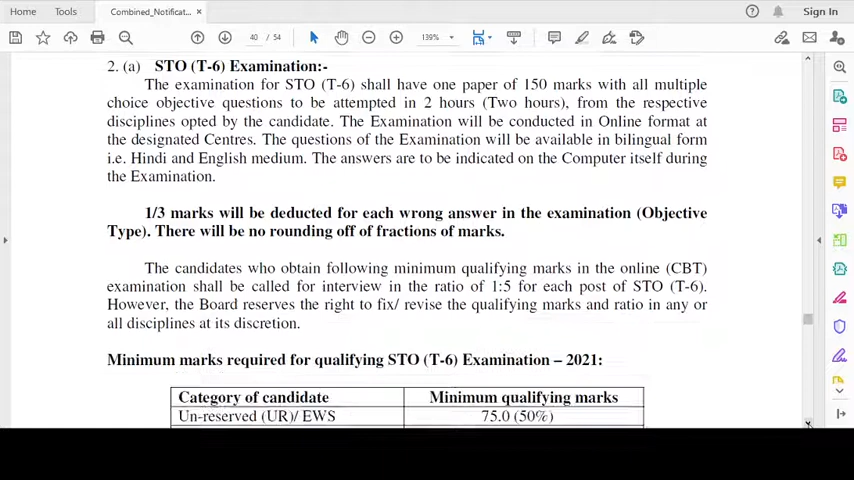 Home Tools Combined_Notificat... × Sign In
40 / 54 139%
2. (a) STO (T-6) Examination:-
The examination for STO (T-6) shall have one paper of 150 marks with all multiple
choice objective questions to be attempted in 2 hours (Two hours), from the respective
disciplines opted by the candidate. The Examination will be conducted in Online format at
the designated Centres. The questions of the Examination will be available in bilingual form
i.e. Hindi and English medium. The answers are to be indicated on the Computer itself during
the Examination.
1/3 marks will be deducted for each wrong answer in the examination (Objective
Type). There will be no rounding off of fractions of marks.
The candidates who obtain following minimum qualifying marks in the online (CBT)
examination shall be called for interview in the ratio of 1:5 for each post of STO (T-6).
However, the Board reserves the right to fix/ revise the qualifying marks and ratio in any or
all disciplines at its discretion.
Minimum marks required for qualifying STO (T-6) Examination – 2021:
Category of candidate Minimum qualifying marks
Un-reserved (UR)/ EWS 75.0 (50%)